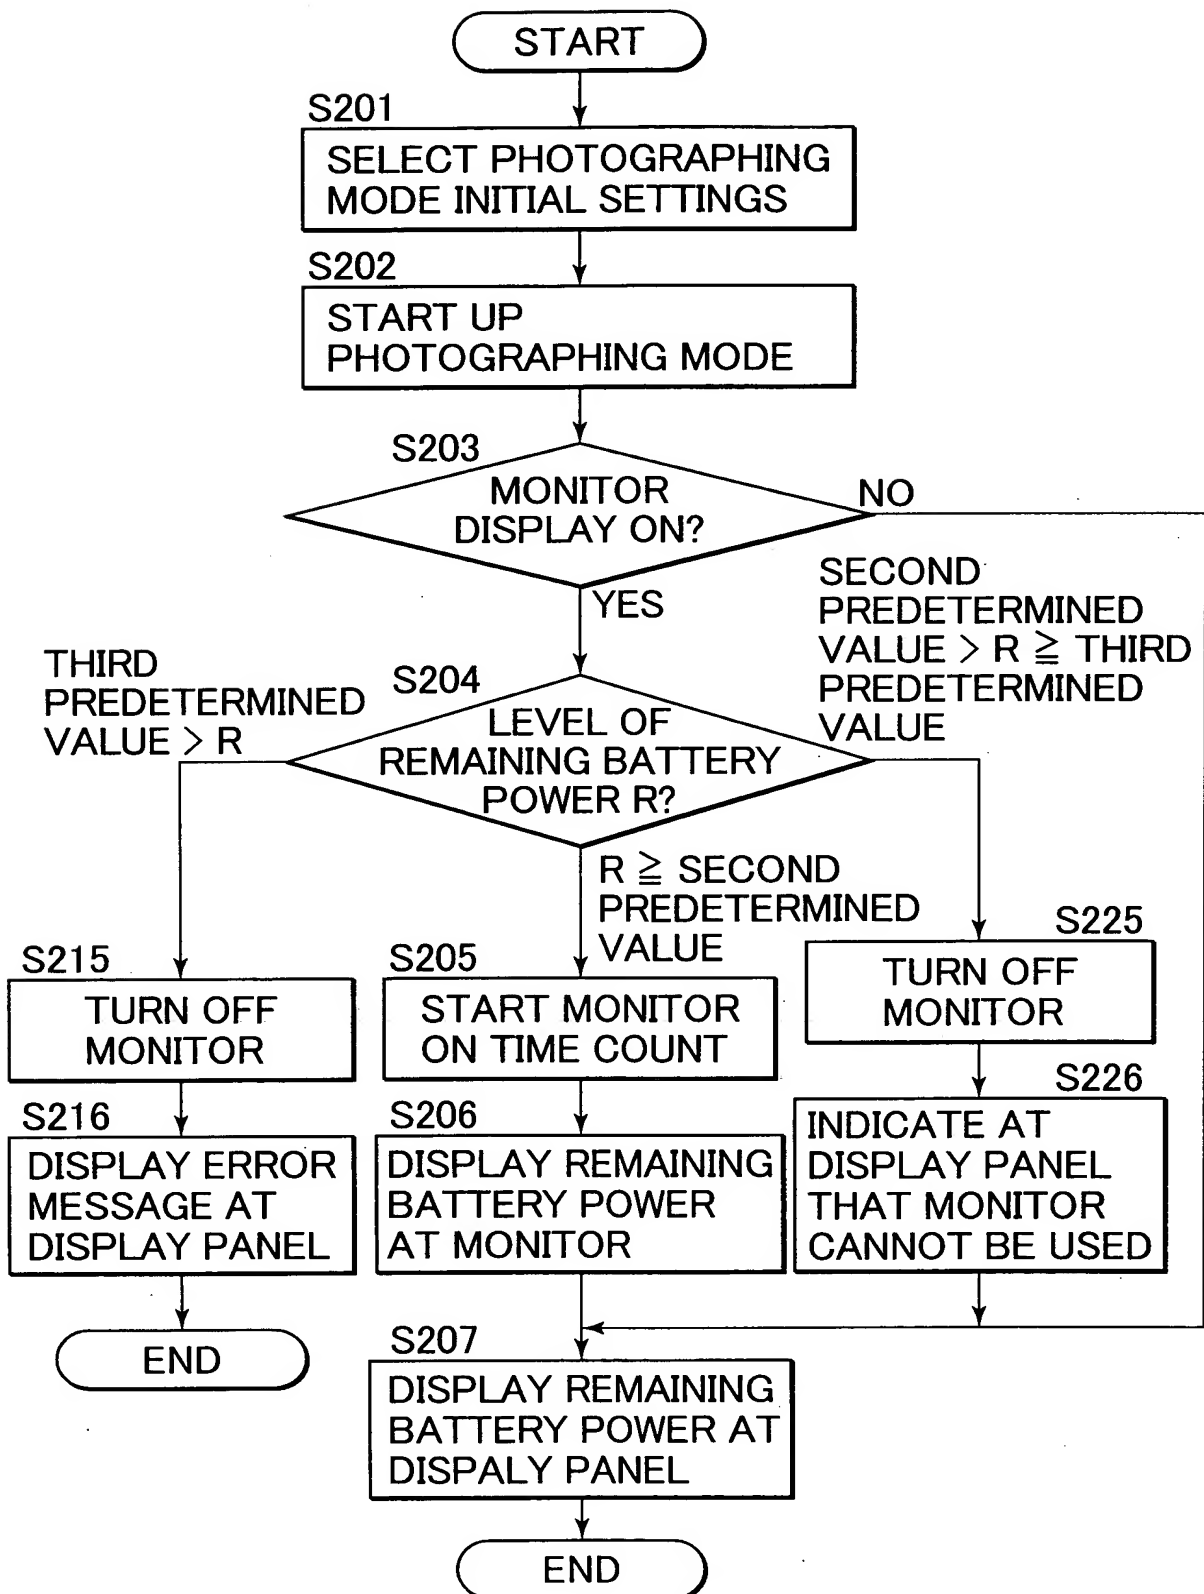 START
S201
SELECT PHOTOGRAPHING
MODE INITIAL SETTINGS
S202
START UP
PHOTOGRAPHING MODE
S203
MONITOR
DISPLAY ON?
NO
YES
SECOND
PREDETERMINED
VALUE > R ≧ THIRD
PREDETERMINED
VALUE
THIRD
PREDETERMINED
VALUE > R
S204
LEVEL OF
REMAINING BATTERY
POWER R?
R ≧ SECOND
PREDETERMINED
VALUE
S215
TURN OFF
MONITOR
S216
DISPLAY ERROR
MESSAGE AT
DISPLAY PANEL
END
S205
START MONITOR
ON TIME COUNT
S206
DISPLAY REMAINING
BATTERY POWER
AT MONITOR
S225
TURN OFF
MONITOR
S226
INDICATE AT
DISPLAY PANEL
THAT MONITOR
CANNOT BE USED
S207
DISPLAY REMAINING
BATTERY POWER AT
DISPALY PANEL
END